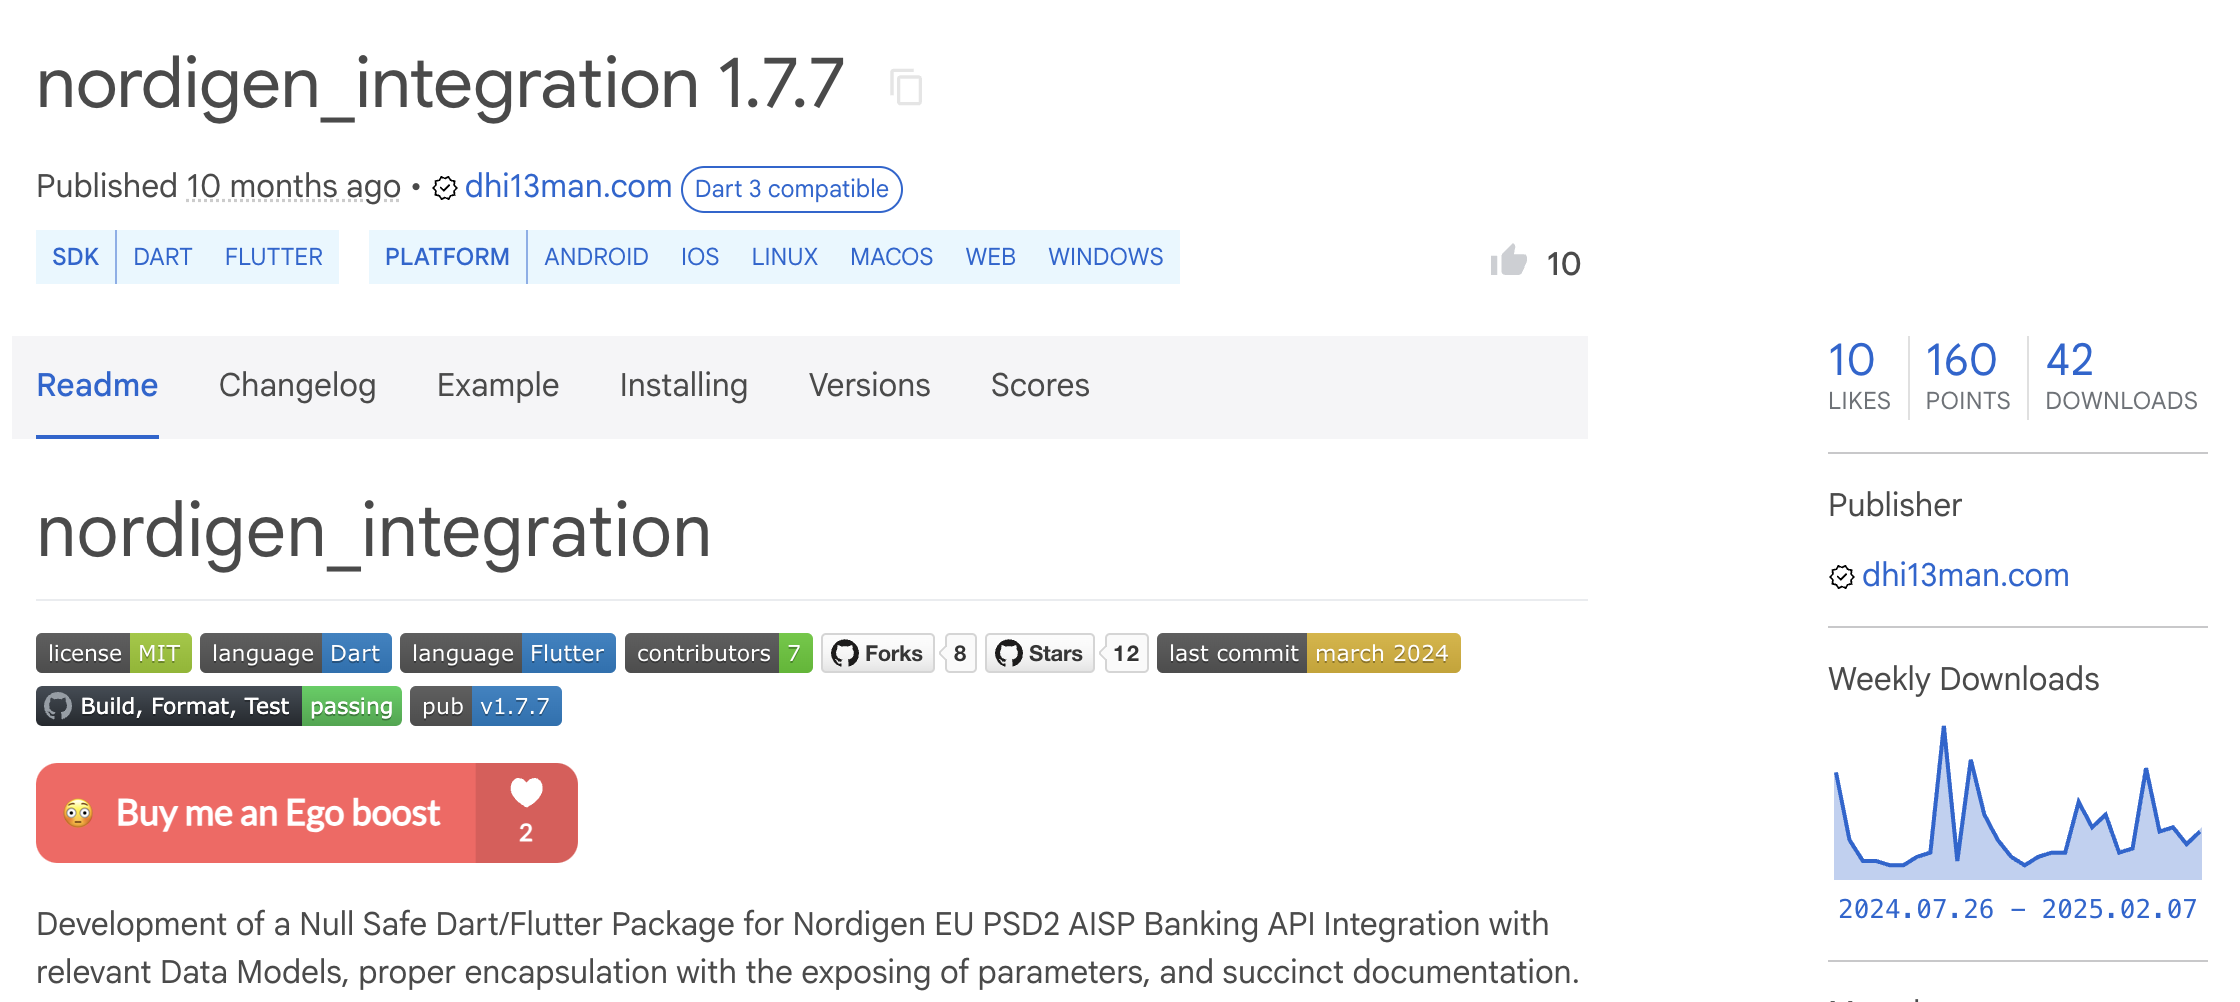 nordigen_integration 1.7.7
Published 10 months ago • dhi13man.com Dart 3 compatible
SDK DART FLUTTER PLATFORM ANDROID IOS LINUX MACOS WEB WINDOWS
10
Readme Changelog Example Installing Versions Scores
10 LIKES 160 POINTS 42 DOWNLOADS
nordigen_integration
license MIT language Dart language Flutter contributors 7 Forks 8 Stars 12 last commit march 2024
Build, Format, Test passing pub v1.7.7
😳 Buy me an Ego boost 2
Development of a Null Safe Dart/Flutter Package for Nordigen EU PSD2 AISP Banking API Integration with
relevant Data Models, proper encapsulation with the exposing of parameters, and succinct documentation.
Publisher
dhi13man.com
Weekly Downloads
2024.07.26 – 2025.02.07